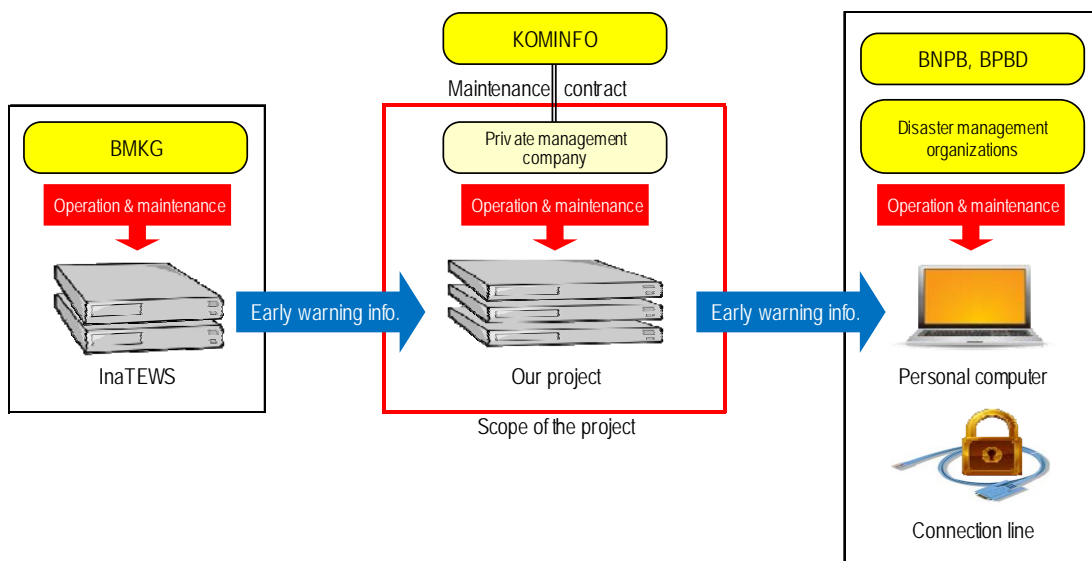 KOMINFO
Maintenance contract
BMKG
Operation & maintenance
InaTEWS
Early warning info.
Private management
company
Operation & maintenance
Our project
Scope of the project
Early warning info.
BNPB, BPBD
Disaster management
organizations
Operation & maintenance
Personal computer
Connection line